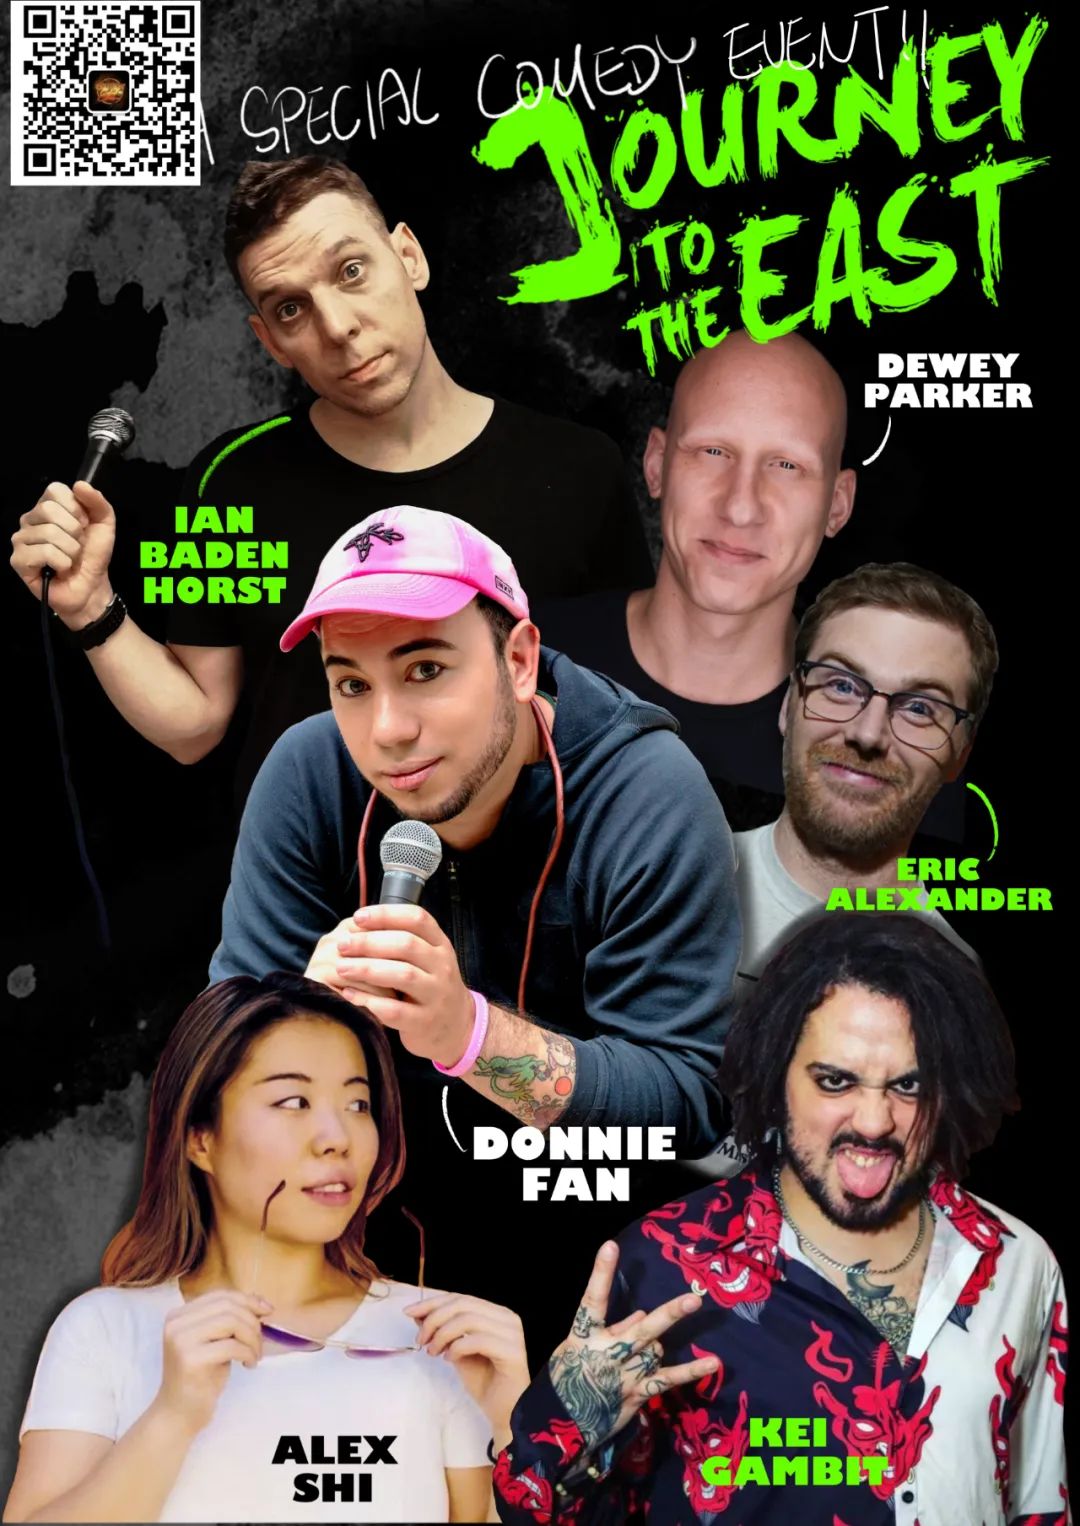 A SPECIAL COMEDY EVENT!!
JOURNEY
TO
THE EAST
DEWEY
PARKER
IAN
BADEN
HORST
ERIC
ALEXANDER
DONNIE
FAN
ALEX
SHI
KEI
GAMBIT